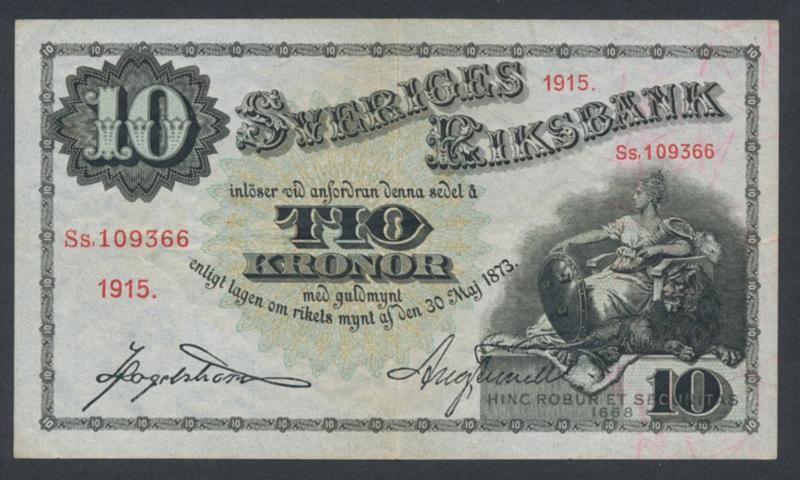 10
SVERIGES
1915.
RIKSBANK
Ss,109366
inlöser vid anfordran denna sedel å
TIO
KRONOR
Ss,109366
1915.
med guldmynt
enligt lagen om rikets mynt af den 30 Maj 1873.
10
HINC ROBUR ET SECURITAS
1668